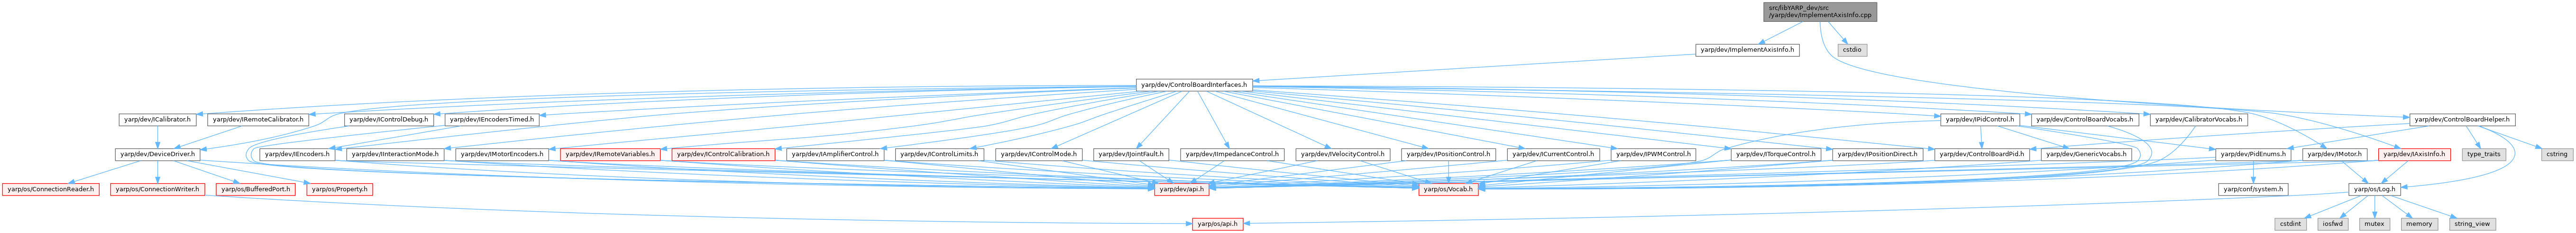 src/libYARP_dev/src
/yarp/dev/ImplementAxisInfo.cpp
yarp/dev/ImplementAxisInfo.h
cstdio
yarp/dev/ControlBoardInterfaces.h
yarp/dev/ICalibrator.h
yarp/dev/IRemoteCalibrator.h
yarp/dev/IControlDebug.h
yarp/dev/IEncodersTimed.h
yarp/dev/IPidControl.h
yarp/dev/ControlBoardVocabs.h
yarp/dev/CalibratorVocabs.h
yarp/dev/ControlBoardHelper.h
yarp/dev/DeviceDriver.h
yarp/dev/IEncoders.h
yarp/dev/IInteractionMode.h
yarp/dev/IMotorEncoders.h
yarp/dev/IRemoteVariables.h
yarp/dev/IControlCalibration.h
yarp/dev/IAmplifierControl.h
yarp/dev/IControlLimits.h
yarp/dev/IControlMode.h
yarp/dev/IJointFault.h
yarp/dev/IImpedanceControl.h
yarp/dev/IVelocityControl.h
yarp/dev/IPositionControl.h
yarp/dev/ICurrentControl.h
yarp/dev/IPWMControl.h
yarp/dev/ITorqueControl.h
yarp/dev/IPositionDirect.h
yarp/dev/ControlBoardPid.h
yarp/dev/GenericVocabs.h
yarp/dev/PidEnums.h
yarp/dev/IMotor.h
yarp/dev/IAxisInfo.h
type_traits
cstring
yarp/os/ConnectionReader.h
yarp/os/ConnectionWriter.h
yarp/os/BufferedPort.h
yarp/os/Property.h
yarp/dev/api.h
yarp/os/Vocab.h
yarp/conf/system.h
yarp/os/Log.h
yarp/os/api.h
cstdint
iosfwd
mutex
memory
string_view